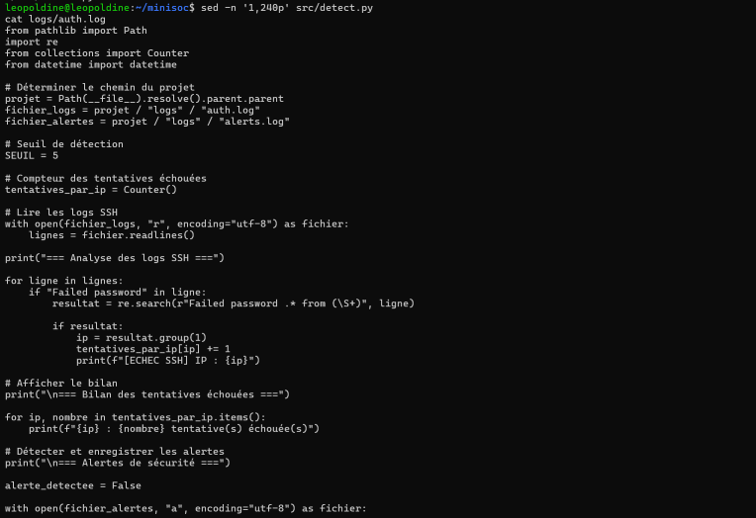 leopoldine@leopoldine:~/minisoc$ sed -n '1,240p' src/detect.py
cat logs/auth.log
from pathlib import Path
import re
from collections import Counter
from datetime import datetime

# Déterminer le chemin du projet
projet = Path(__file__).resolve().parent.parent
fichier_logs = projet / "logs" / "auth.log"
fichier_alertes = projet / "logs" / "alerts.log"

# Seuil de détection
SEUIL = 5

# Compteur des tentatives échouées
tentatives_par_ip = Counter()

# Lire les logs SSH
with open(fichier_logs, "r", encoding="utf-8") as fichier:
    lignes = fichier.readlines()

print("=== Analyse des logs SSH ===")

for ligne in lignes:
    if "Failed password" in ligne:
        resultat = re.search(r"Failed password .* from (\S+)", ligne)

        if resultat:
            ip = resultat.group(1)
            tentatives_par_ip[ip] += 1
            print(f"[ECHEC SSH] IP : {ip}")

# Afficher le bilan
print("\n=== Bilan des tentatives échouées ===")

for ip, nombre in tentatives_par_ip.items():
    print(f"{ip} : {nombre} tentative(s) échouée(s)")

# Détecter et enregistrer les alertes
print("\n=== Alertes de sécurité ===")

alerte_detectee = False

with open(fichier_alertes, "a", encoding="utf-8") as fichier: